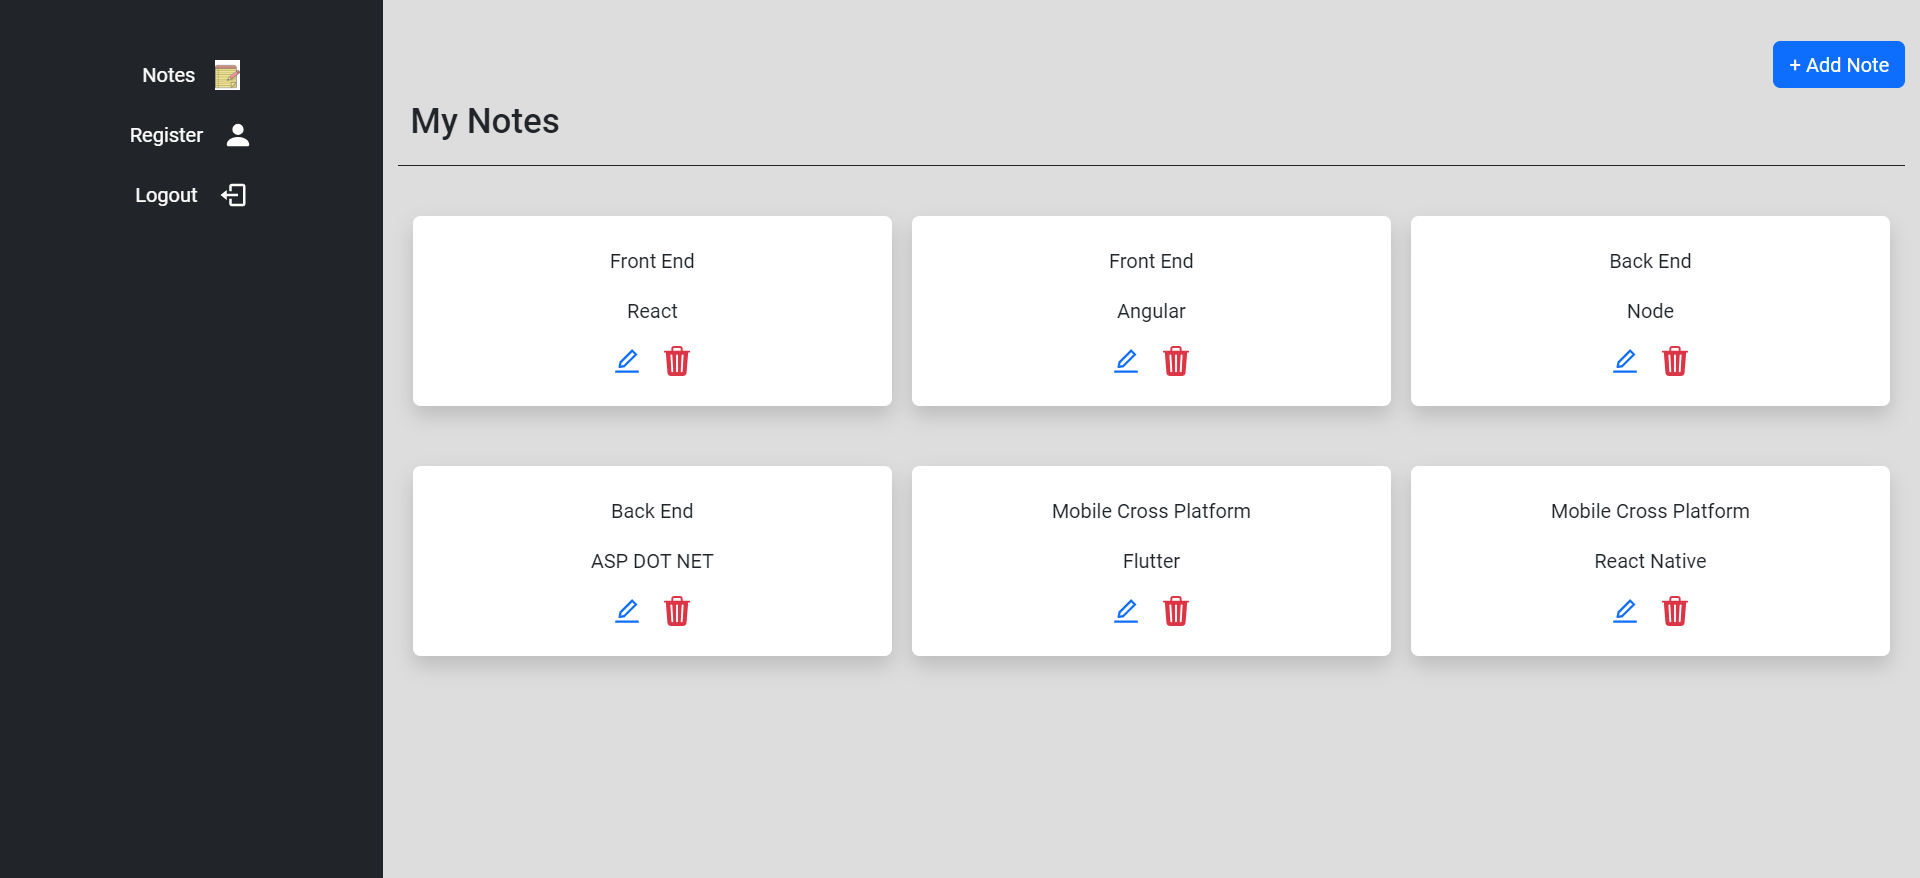 Notes
Register
Logout
+ Add Note
My Notes
Front End
React
Front End
Angular
Back End
Node
Back End
ASP DOT NET
Mobile Cross Platform
Flutter
Mobile Cross Platform
React Native